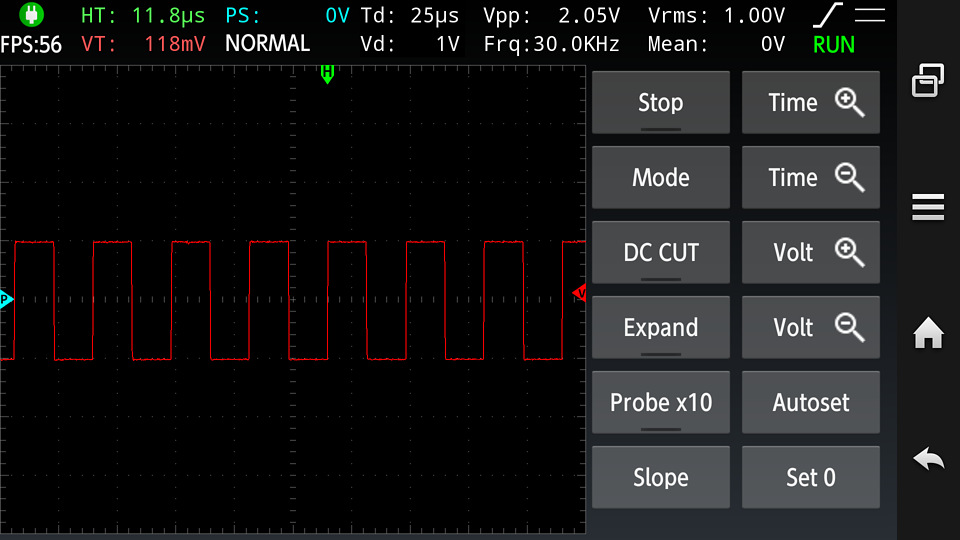 HT: 11.8µs PS: 0V Td: 25µs Vpp: 2.05V Vrms: 1.00V
FPS:56 VT: 118mV NORMAL Vd: 1V Frq:30.0KHz Mean: 0V RUN
H
Stop Time
Mode Time
DC CUT Volt
P V
Expand Volt
Probe x10 Autoset
Slope Set 0